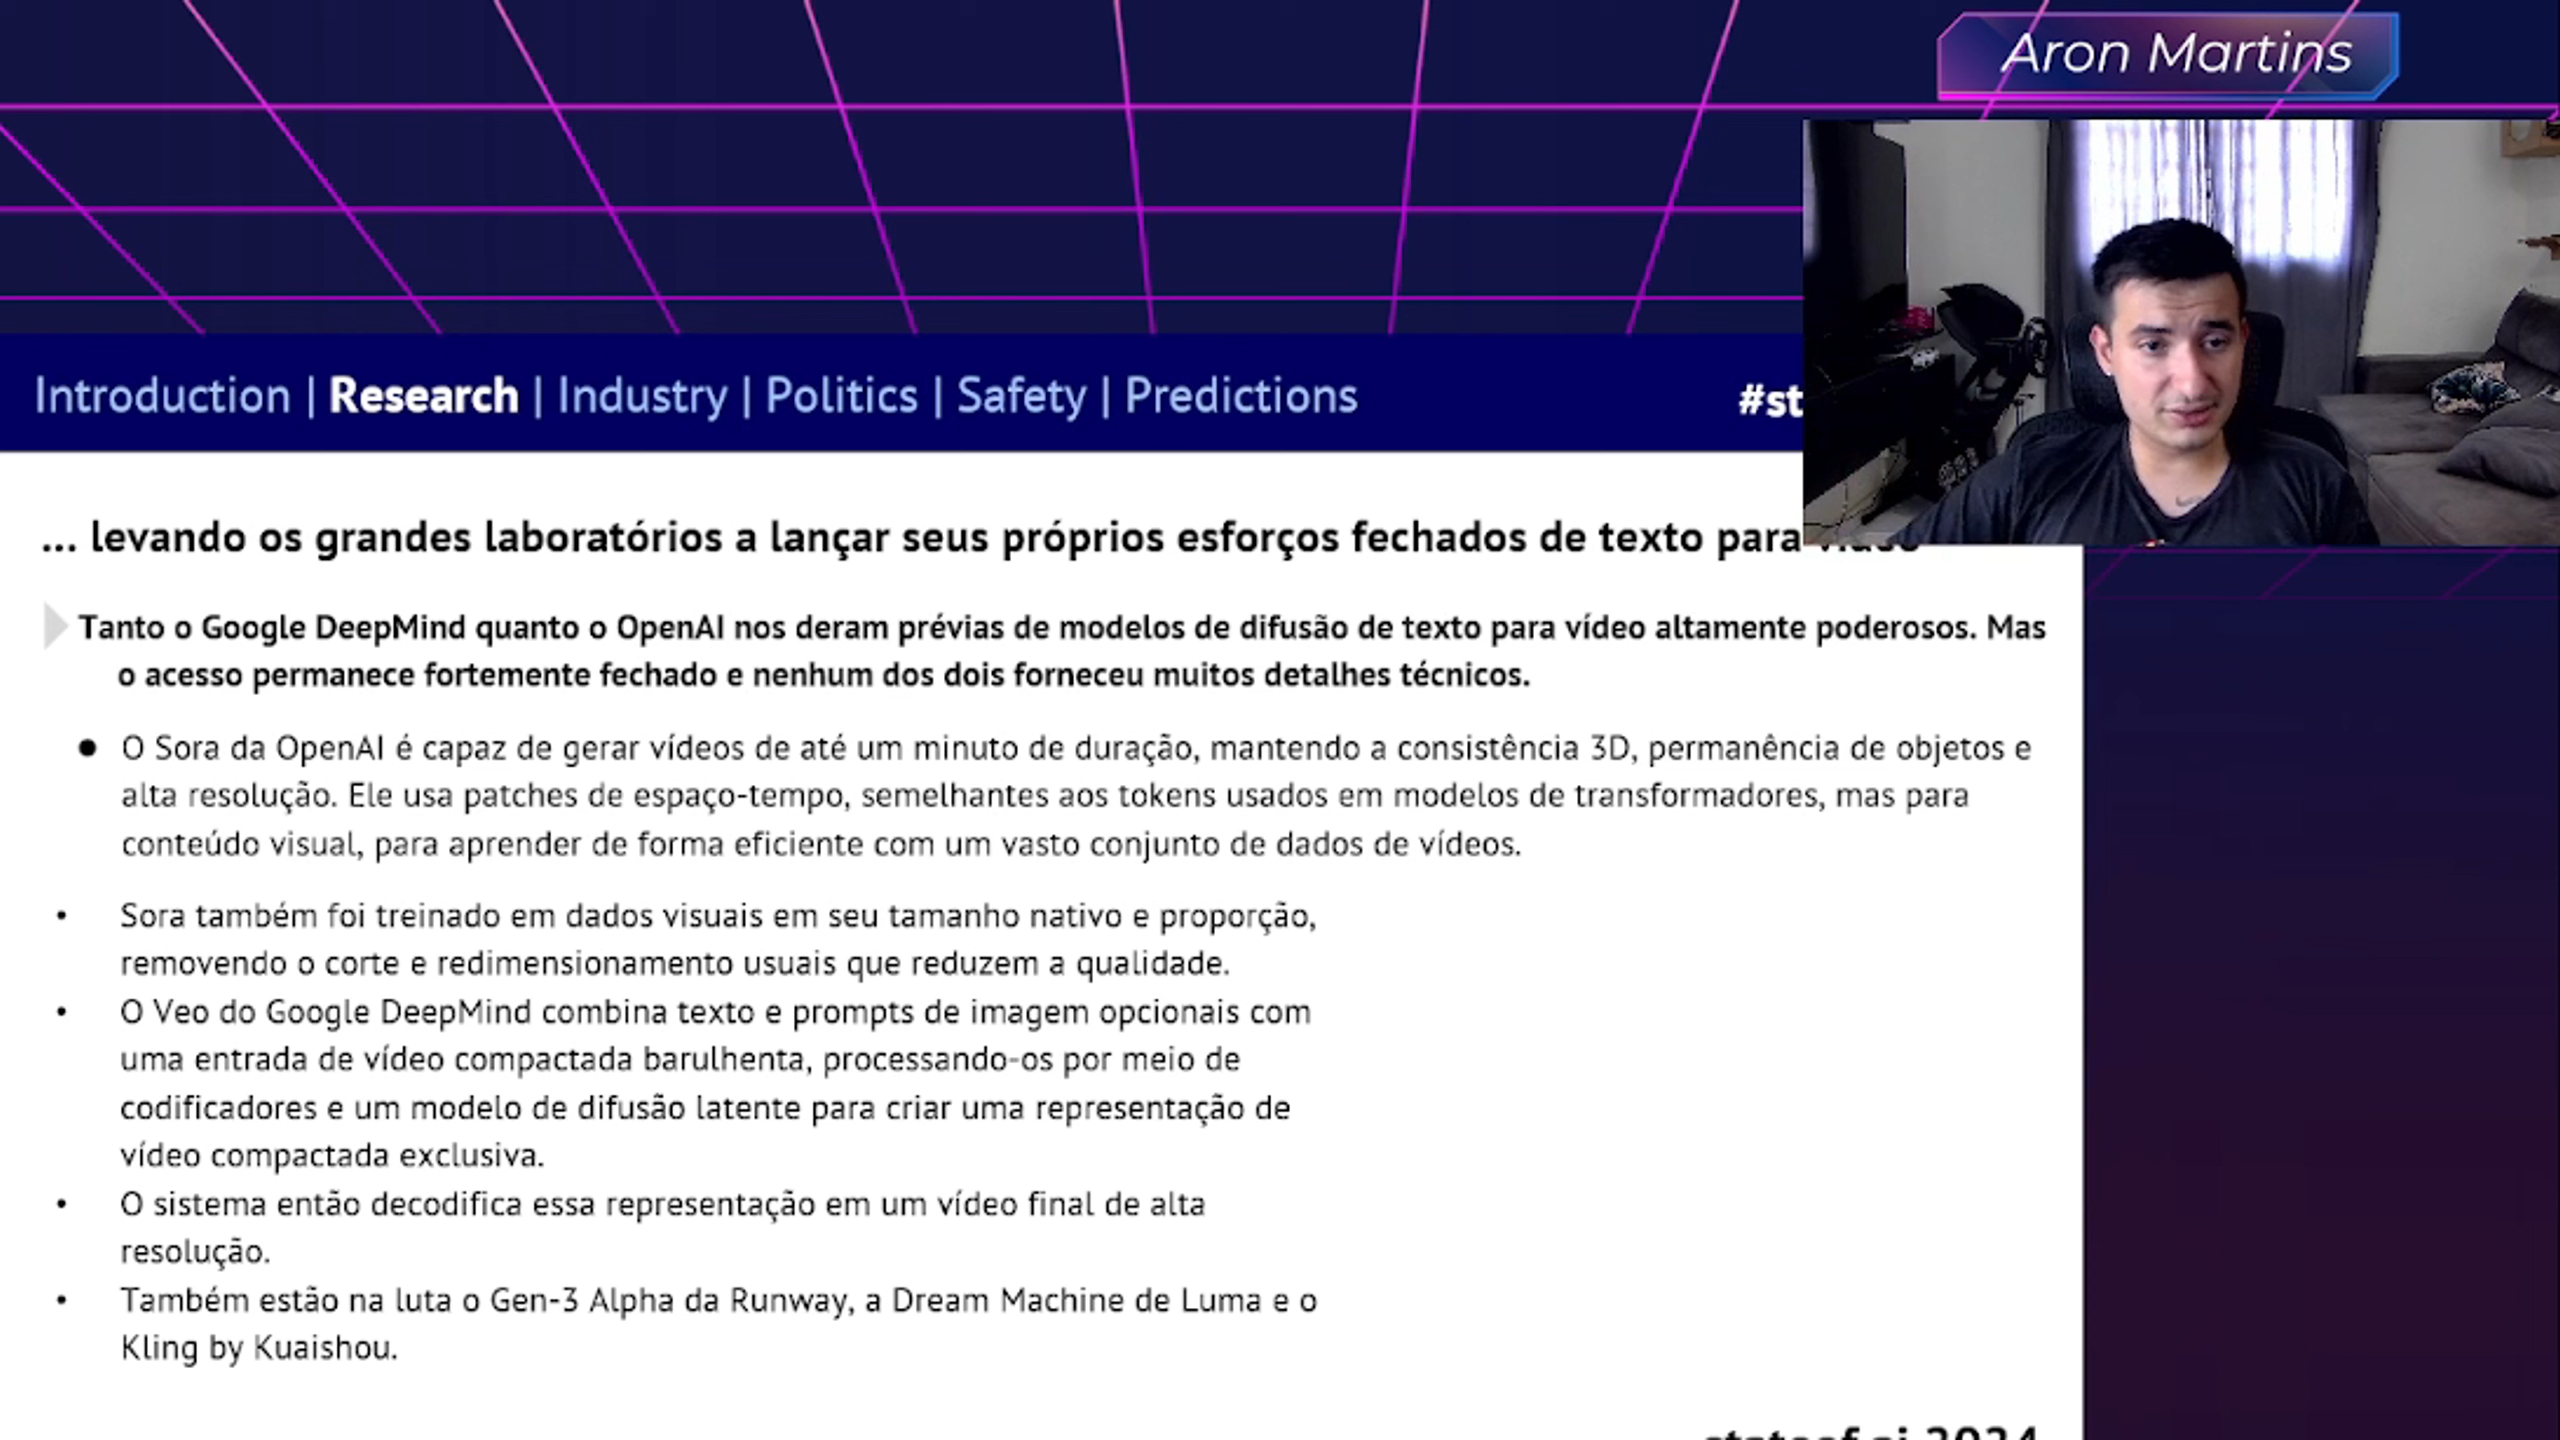 Aron Martins
Introduction | Research | Industry | Politics | Safety | Predictions
#st
... levando os grandes laboratórios a lançar seus próprios esforços fechados de texto para vídeo
Tanto o Google DeepMind quanto o OpenAI nos deram prévias de modelos de difusão de texto para vídeo altamente poderosos. Mas
o acesso permanece fortemente fechado e nenhum dos dois forneceu muitos detalhes técnicos.
● O Sora da OpenAI é capaz de gerar vídeos de até um minuto de duração, mantendo a consistência 3D, permanência de objetos e
alta resolução. Ele usa patches de espaço-tempo, semelhantes aos tokens usados em modelos de transformadores, mas para
conteúdo visual, para aprender de forma eficiente com um vasto conjunto de dados de vídeos.
• Sora também foi treinado em dados visuais em seu tamanho nativo e proporção,
removendo o corte e redimensionamento usuais que reduzem a qualidade.
• O Veo do Google DeepMind combina texto e prompts de imagem opcionais com
uma entrada de vídeo compactada barulhenta, processando-os por meio de
codificadores e um modelo de difusão latente para criar uma representação de
vídeo compactada exclusiva.
• O sistema então decodifica essa representação em um vídeo final de alta
resolução.
• Também estão na luta o Gen-3 Alpha da Runway, a Dream Machine de Luma e o
Kling by Kuaishou.
stateof.ai 2024